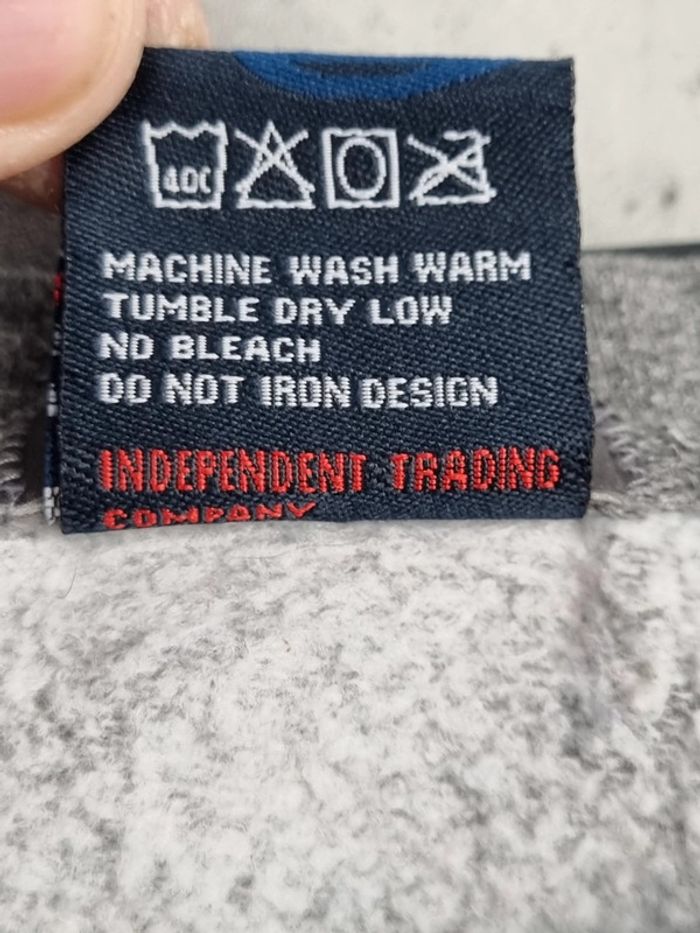 40C
MACHINE WASH WARM
TUMBLE DRY LOW
NO BLEACH
DO NOT IRON DESIGN
INDEPENDENT TRADING
COMPANY